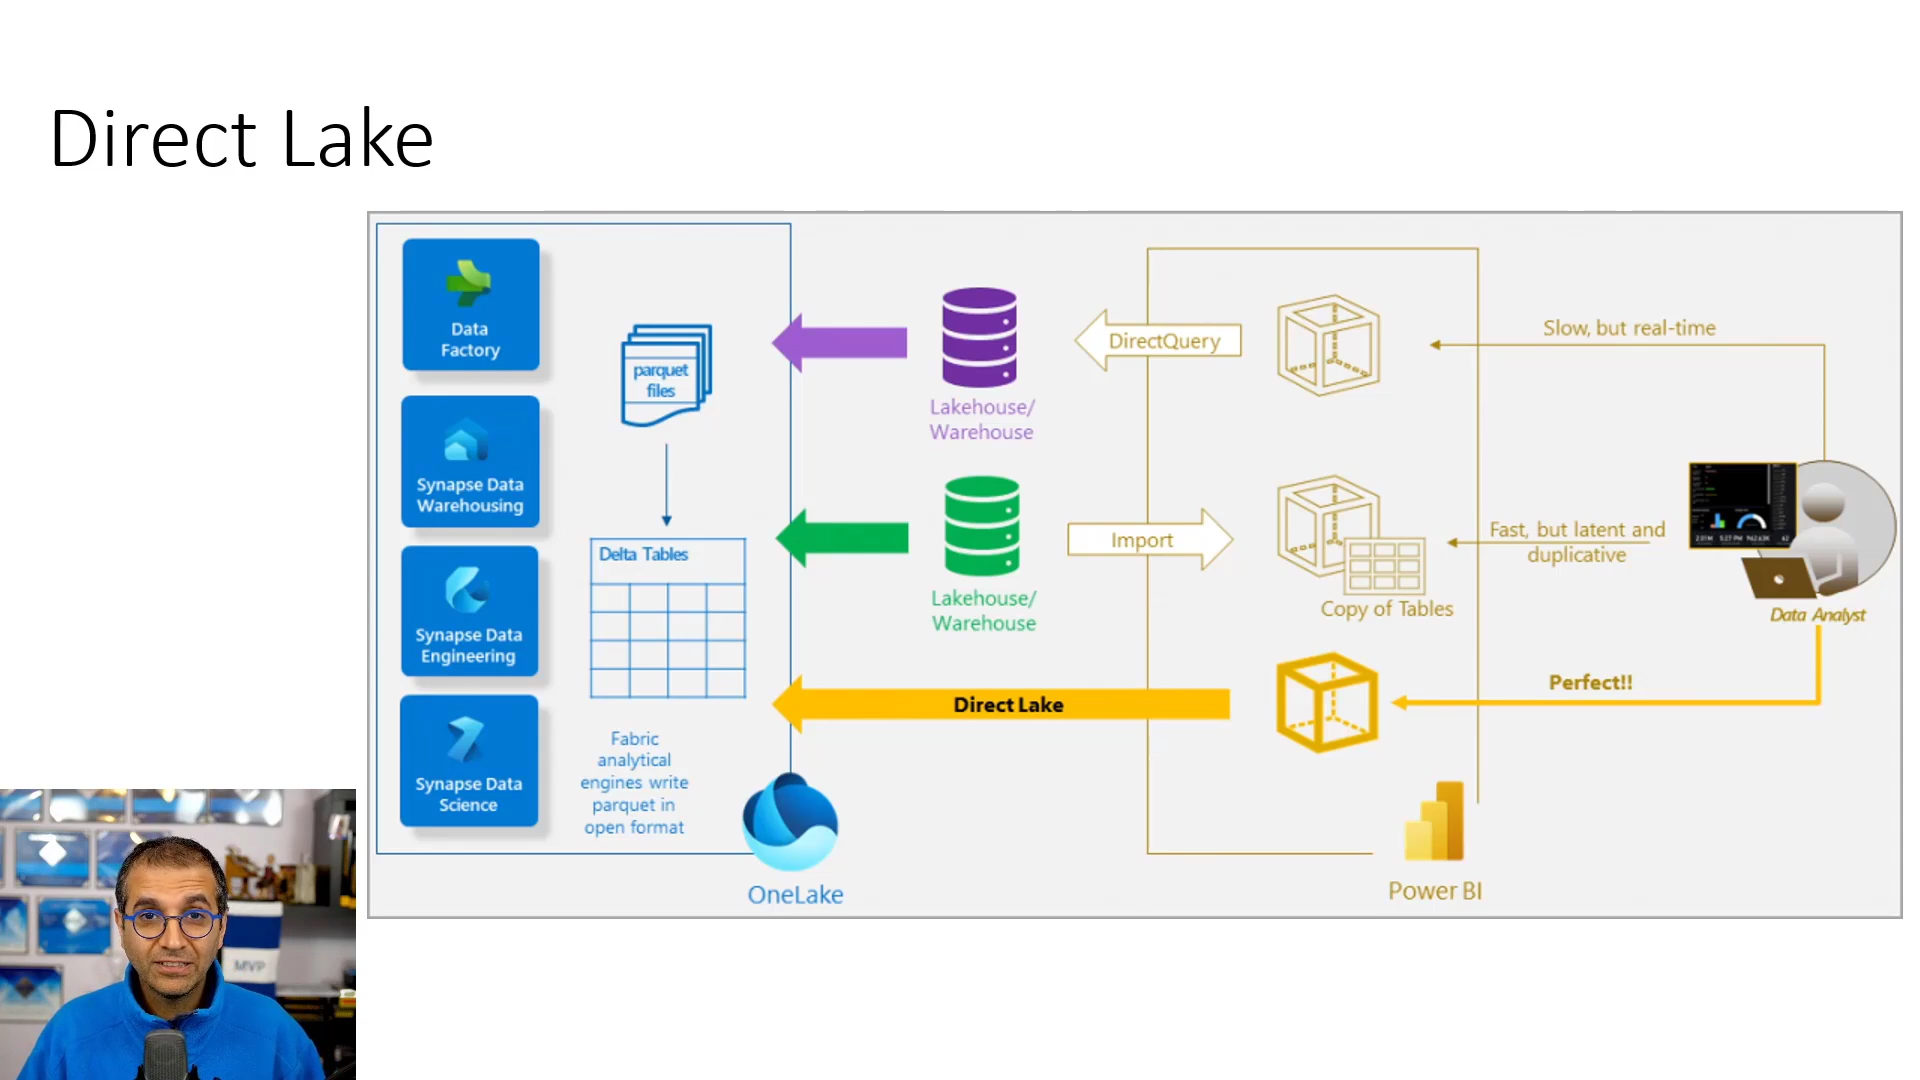 Direct Lake
Data
Factory
Synapse Data
Warehousing
Synapse Data
Engineering
Synapse Data
Science
parquet
files
Delta Tables
Fabric
analytical
engines write
parquet in
open format
OneLake
Lakehouse/
Warehouse
Lakehouse/
Warehouse
DirectQuery
Import
Direct Lake
Copy of Tables
Power BI
Slow, but real-time
Fast, but latent and
duplicative
Perfect!!
Data Analyst
MVP